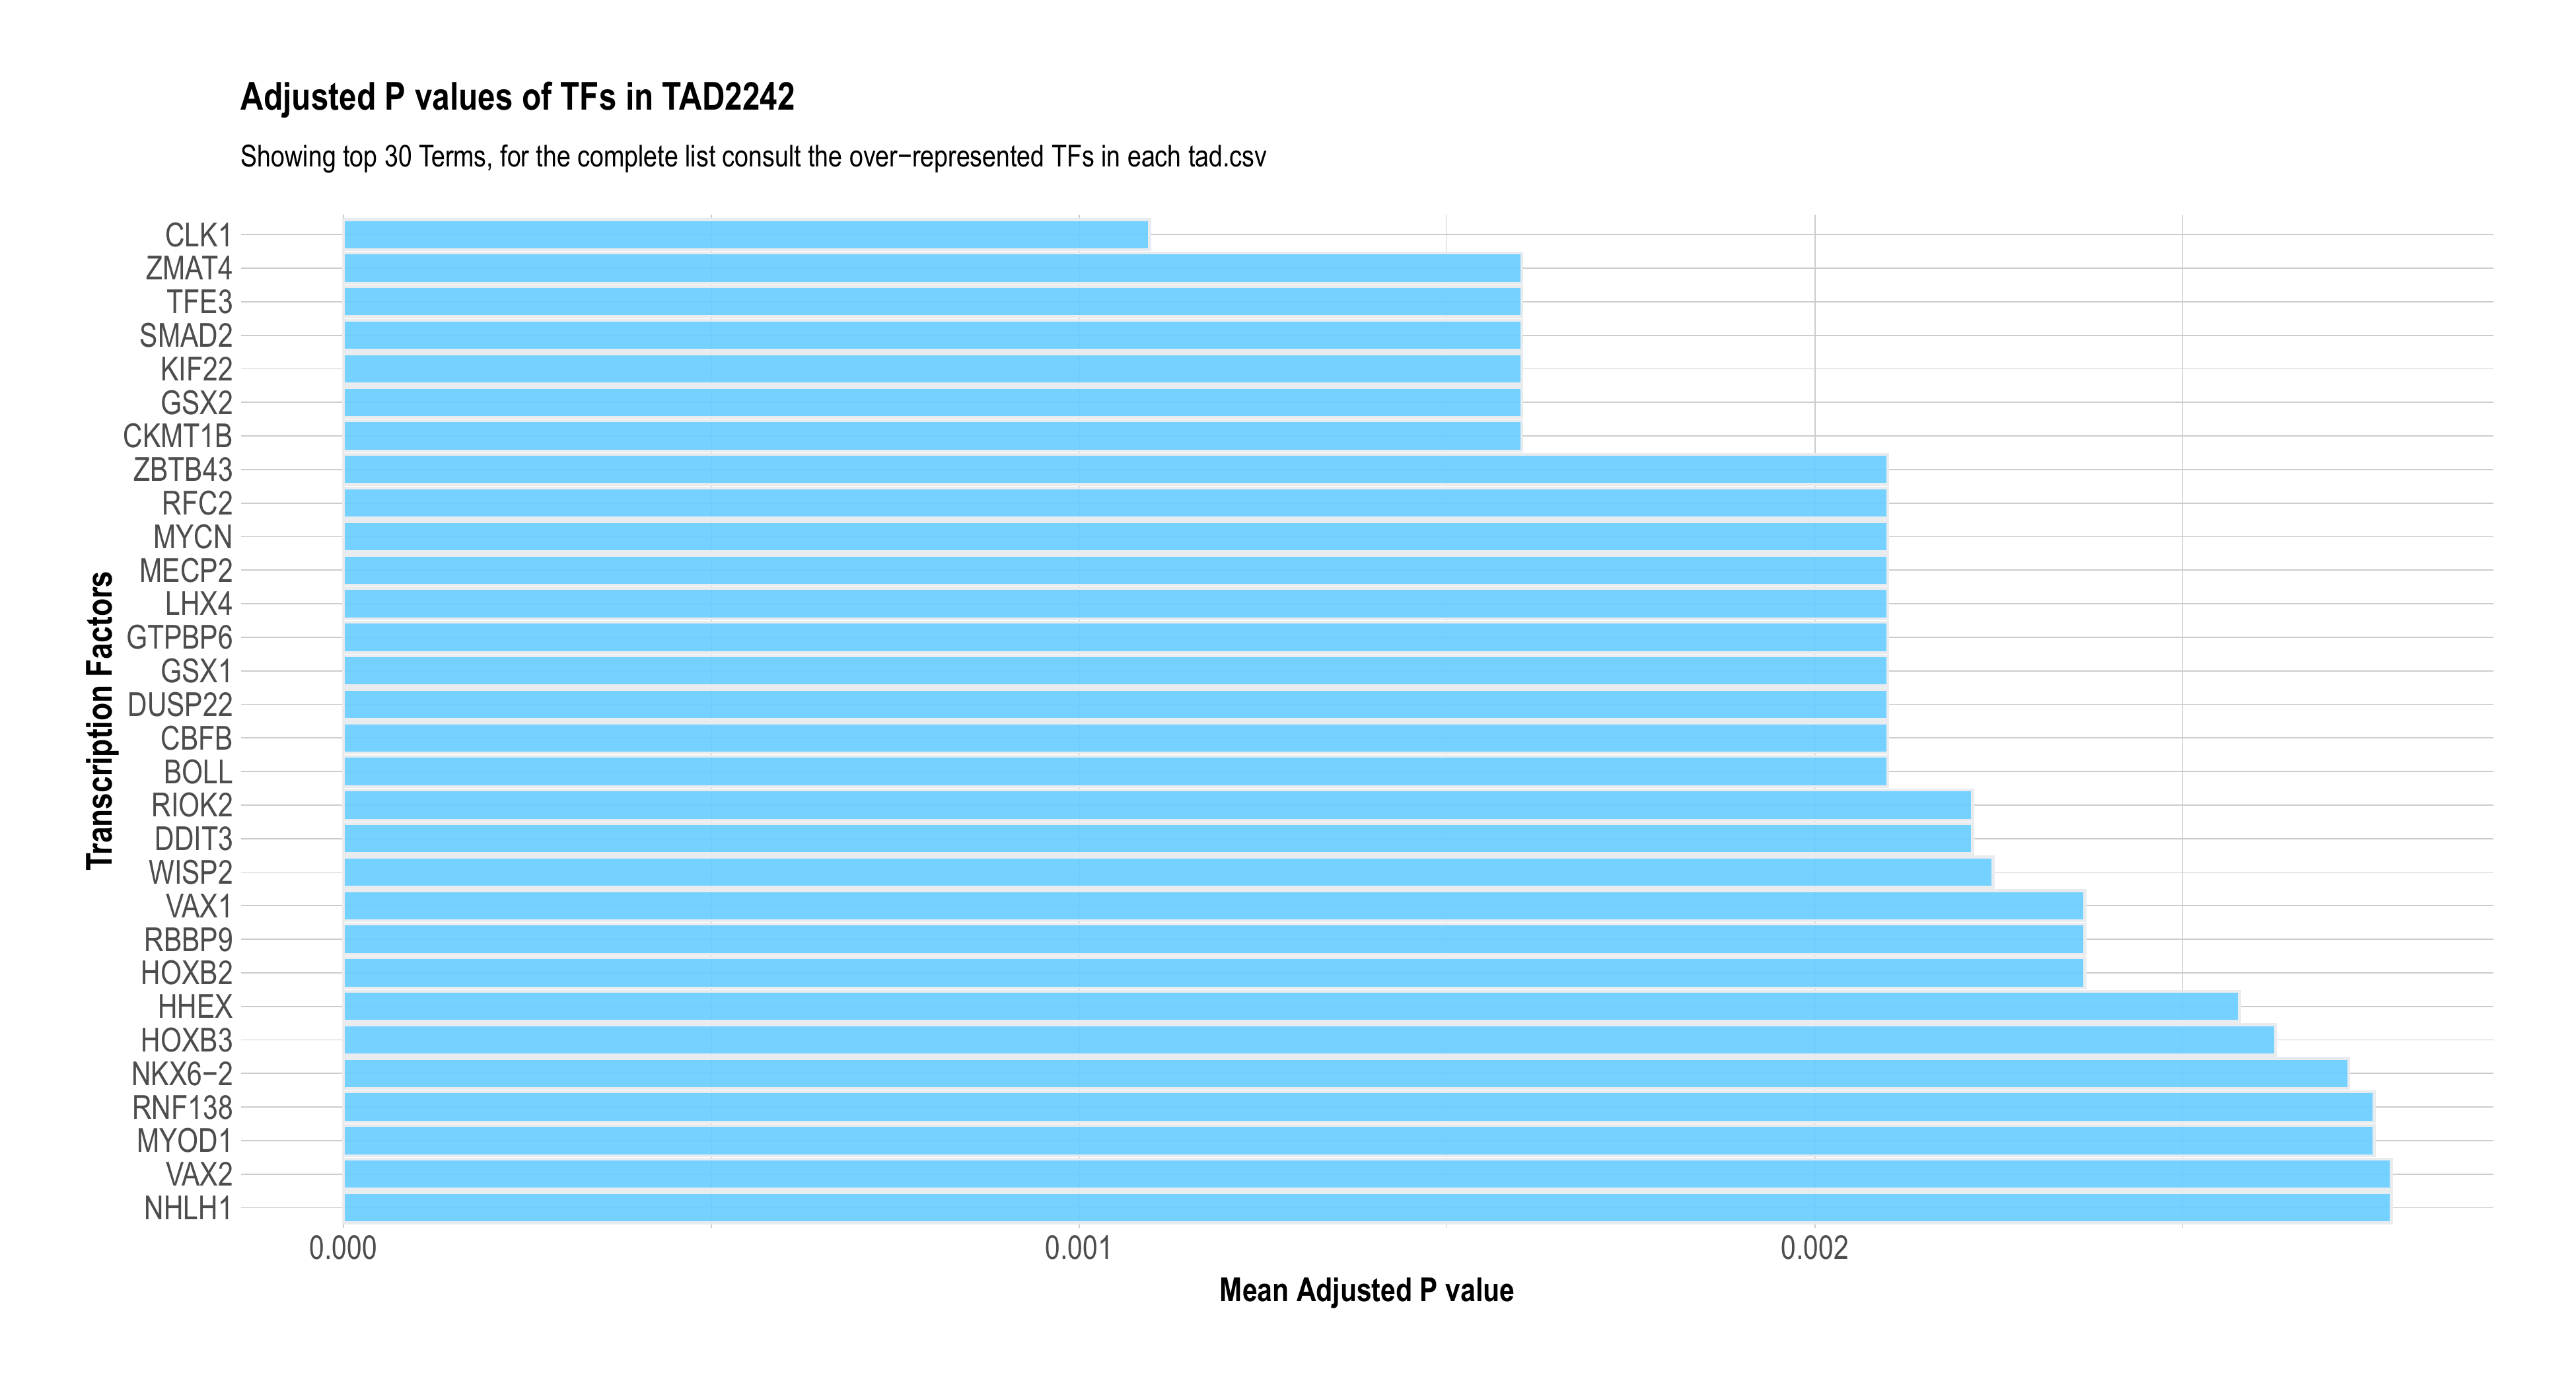 Adjusted P values of TFs in TAD2242
Showing top 30 Terms, for the complete list consult the over−represented TFs in each tad.csv
Transcription Factors
CLK1
ZMAT4
TFE3
SMAD2
KIF22
GSX2
CKMT1B
ZBTB43
RFC2
MYCN
MECP2
LHX4
GTPBP6
GSX1
DUSP22
CBFB
BOLL
RIOK2
DDIT3
WISP2
VAX1
RBBP9
HOXB2
HHEX
HOXB3
NKX6−2
RNF138
MYOD1
VAX2
NHLH1
0.000 0.001 0.002
Mean Adjusted P value